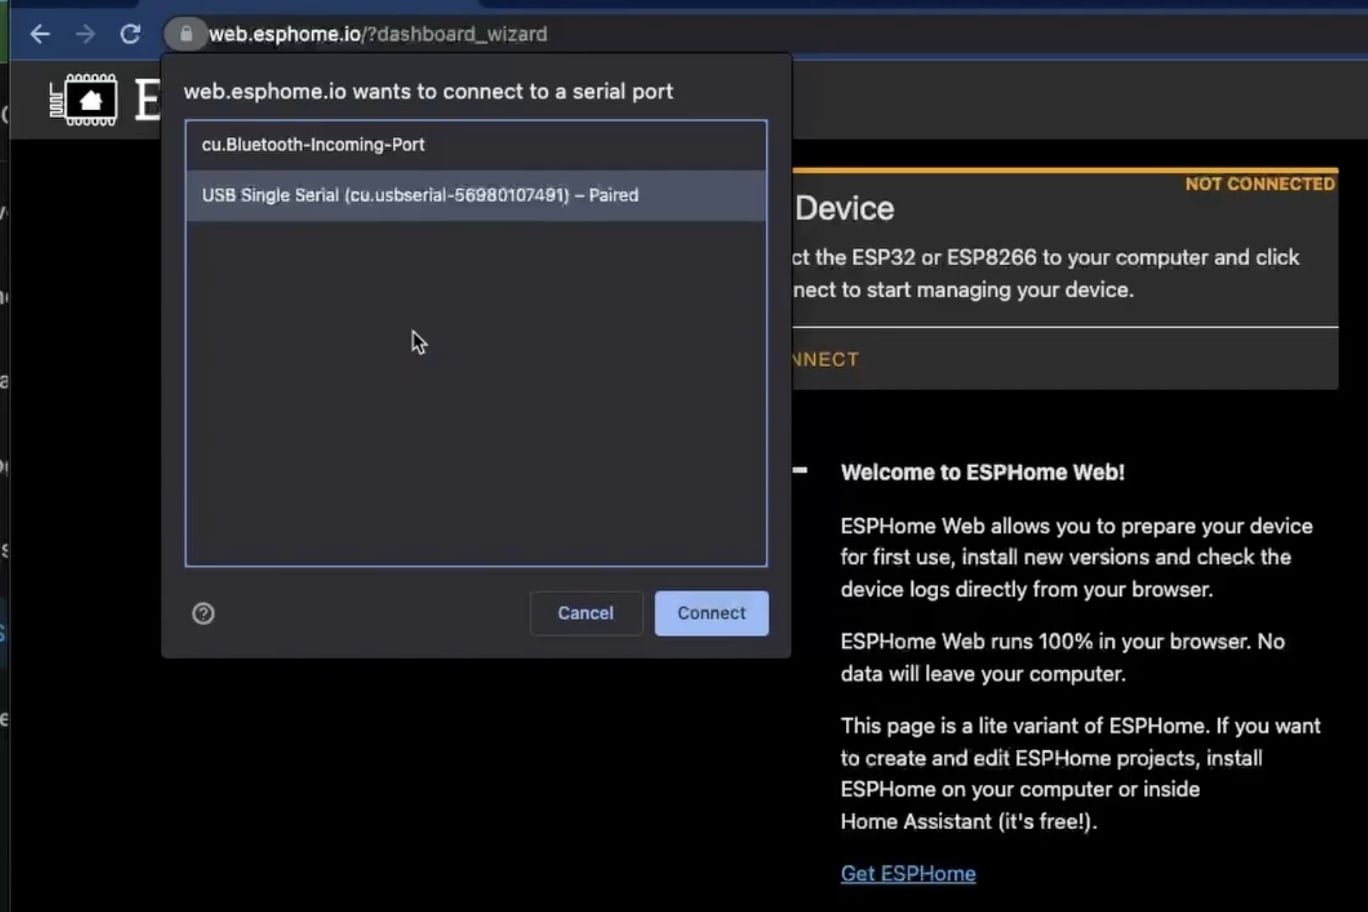 web.esphome.io/?dashboard_wizard
E
web.esphome.io wants to connect to a serial port
cu.Bluetooth-Incoming-Port
USB Single Serial (cu.usbserial-56980107491) – Paired
Cancel
Connect
NOT CONNECTED
Device
ct the ESP32 or ESP8266 to your computer and click
nect to start managing your device.
NNECT
Welcome to ESPHome Web!
ESPHome Web allows you to prepare your device
for first use, install new versions and check the
device logs directly from your browser.
ESPHome Web runs 100% in your browser. No
data will leave your computer.
This page is a lite variant of ESPHome. If you want
to create and edit ESPHome projects, install
ESPHome on your computer or inside
Home Assistant (it's free!).
Get ESPHome